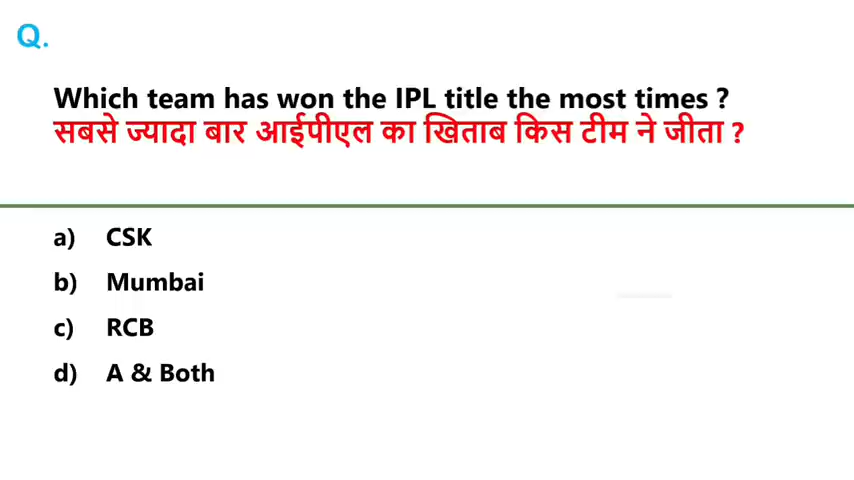 Q.
Which team has won the IPL title the most times ?
सबसे ज्यादा बार आईपीएल का खिताब किस टीम ने जीता ?
a) CSK
b) Mumbai
c) RCB
d) A & Both